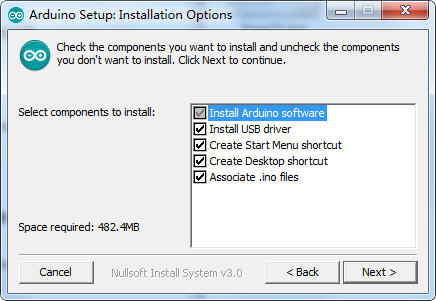 Arduino Setup: Installation Options
Check the components you want to install and uncheck the components
you don't want to install. Click Next to continue.
Select components to install:
Install Arduino software
Install USB driver
Create Start Menu shortcut
Create Desktop shortcut
Associate .ino files
Space required: 482.4MB
Cancel
Nullsoft Install System v3.0
< Back
Next >